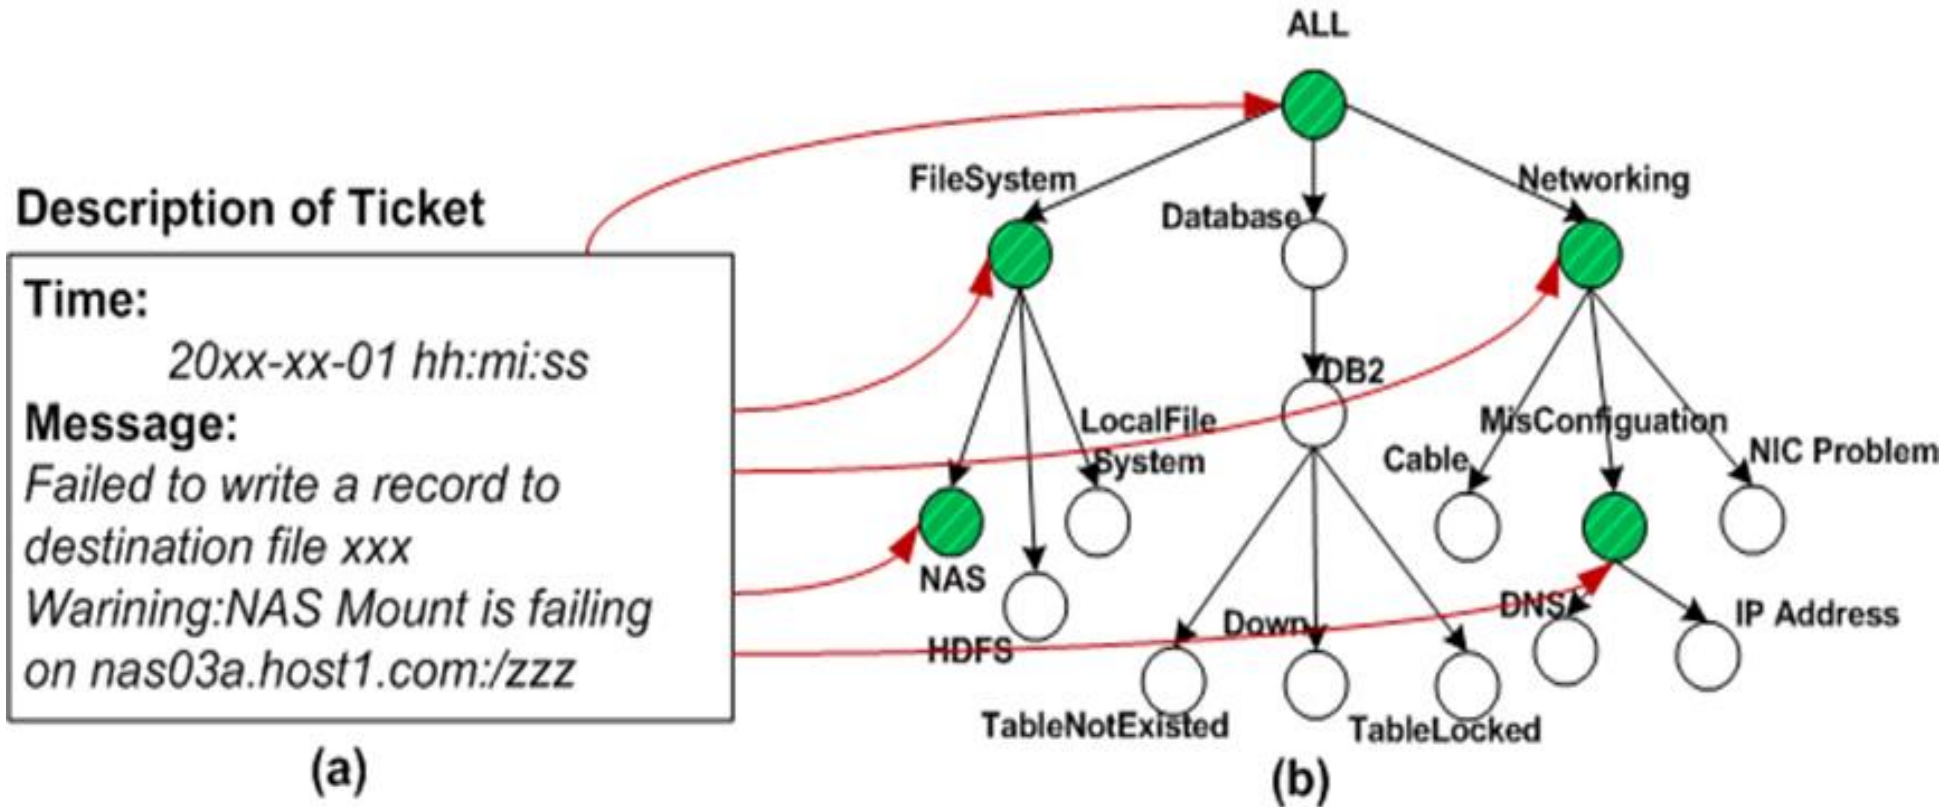 ALL
FileSystem
Networking
Database
Description of Ticket
Time:
20xx-xx-01 hh:mi:ss
Message:
Failed to write a record to
destination file xxx
Warining:NAS Mount is failing
on nas03a.host1.com:/zzz
(a)
DB2
LocalFile
System
MisConfiguation
Cable
NIC Problem
NAS
HDFS
Down
DNS
IP Address
TableNotExisted
TableLocked
(b)